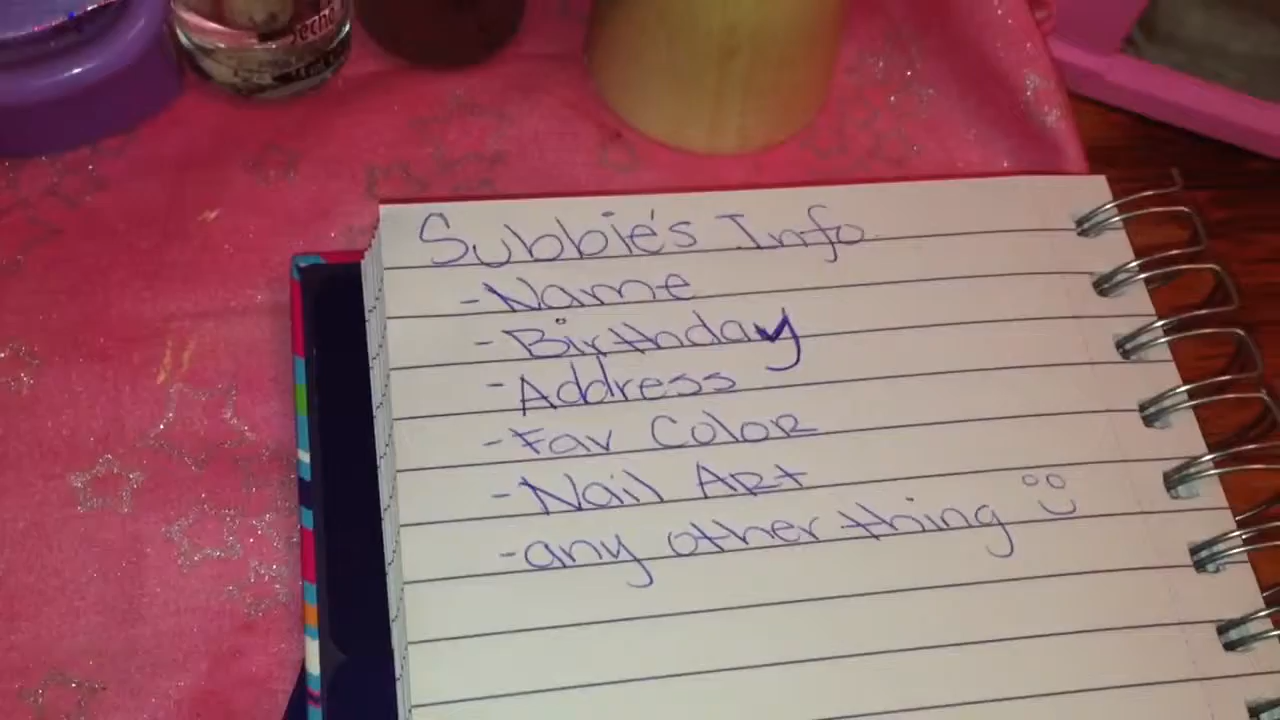 Subbie's Info
- Name
- Birthday
- Address
- Fav Color
- Nail Art
- any other thing